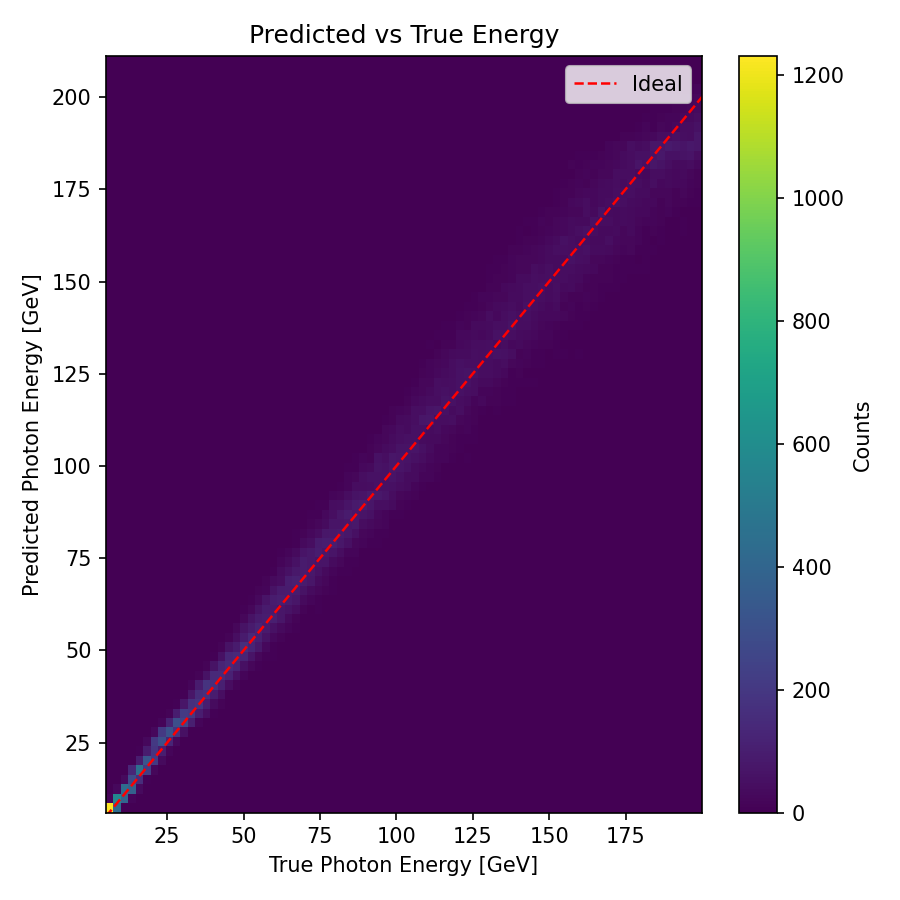 Predicted vs True Energy
Ideal
Predicted Photon Energy [GeV]
200
175
150
125
100
75
50
25
25 50 75 100 125 150 175
True Photon Energy [GeV]
1200
1000
800
600
400
200
0
Counts